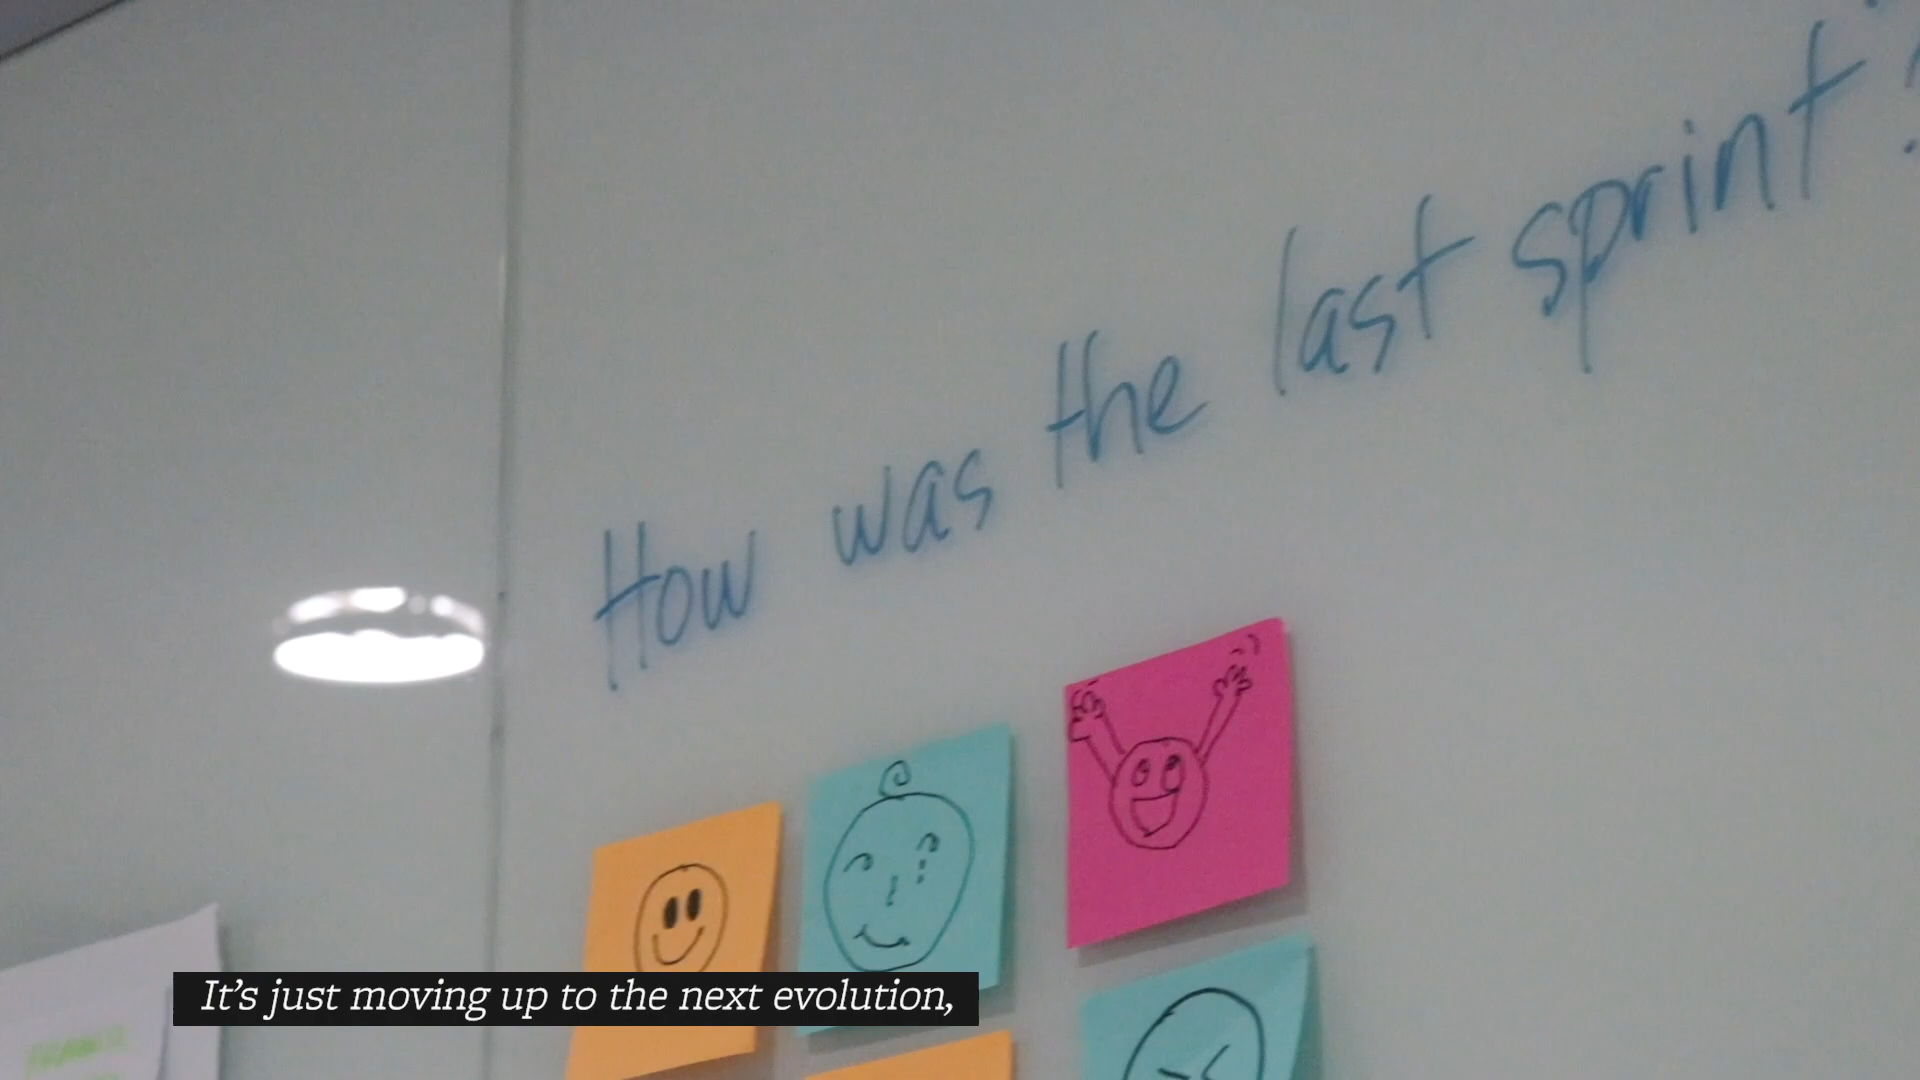 How was the last sprint?
It's just moving up to the next evolution,